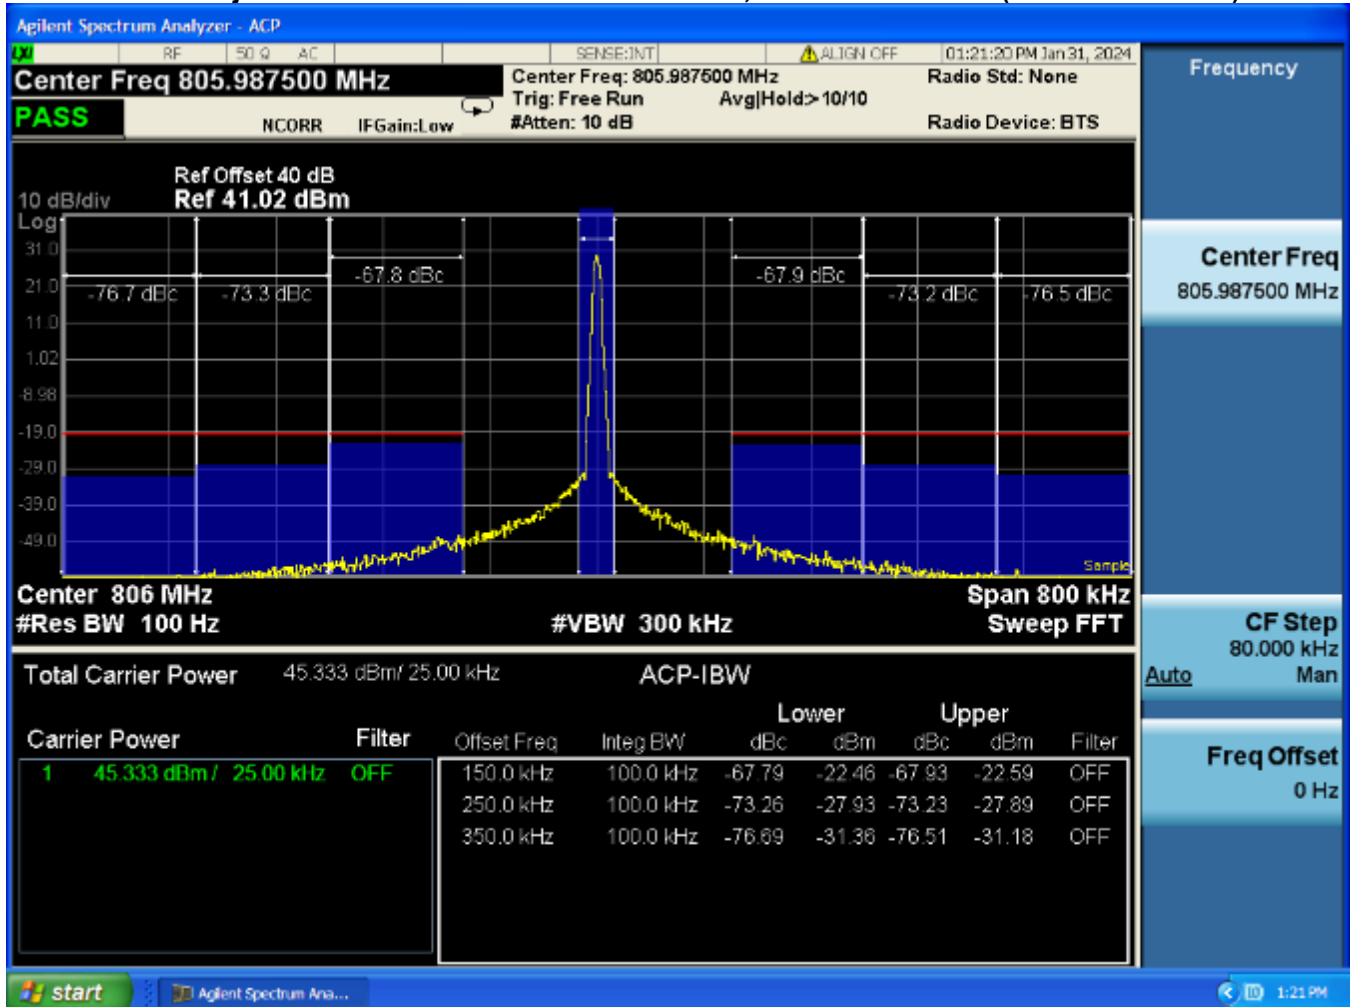 Agilent Spectrum Analyzer - ACP
LXI RF 50 Ω AC SENSE:INT ALIGN OFF 01:21:20 PM Jan 31, 2024
Center Freq 805.987500 MHz
Center Freq: 805.987500 MHz Radio Std: None
Trig: Free Run Avg|Hold>10/10
PASS NCORR IFGain:Low #Atten: 10 dB Radio Device: BTS
Ref Offset 40 dB
10 dB/div Ref 41.02 dBm
Log
31.0
-67.8 dBc -67.9 dBc
21.0 -76.7 dBc -73.3 dBc -73.2 dBc -76.5 dBc
11.0
1.02
-8.98
-19.0
-29.0
-39.0
-49.0
Sample
Center 806 MHz Span 800 kHz
#Res BW 100 Hz #VBW 300 kHz Sweep FFT
Total Carrier Power 45.333 dBm/ 25.00 kHz ACP-IBW
Lower Upper
Carrier Power Filter Offset Freq Integ BW dBc dBm dBc dBm Filter
1 45.333 dBm / 25.00 kHz OFF 150.0 kHz 100.0 kHz -67.79 -22.46 -67.93 -22.59 OFF
250.0 kHz 100.0 kHz -73.26 -27.93 -73.23 -27.89 OFF
350.0 kHz 100.0 kHz -76.69 -31.36 -76.51 -31.18 OFF
Frequency
Center Freq
805.987500 MHz
CF Step
80.000 kHz
Auto Man
Freq Offset
0 Hz
start Agilent Spectrum Ana... 1:21 PM